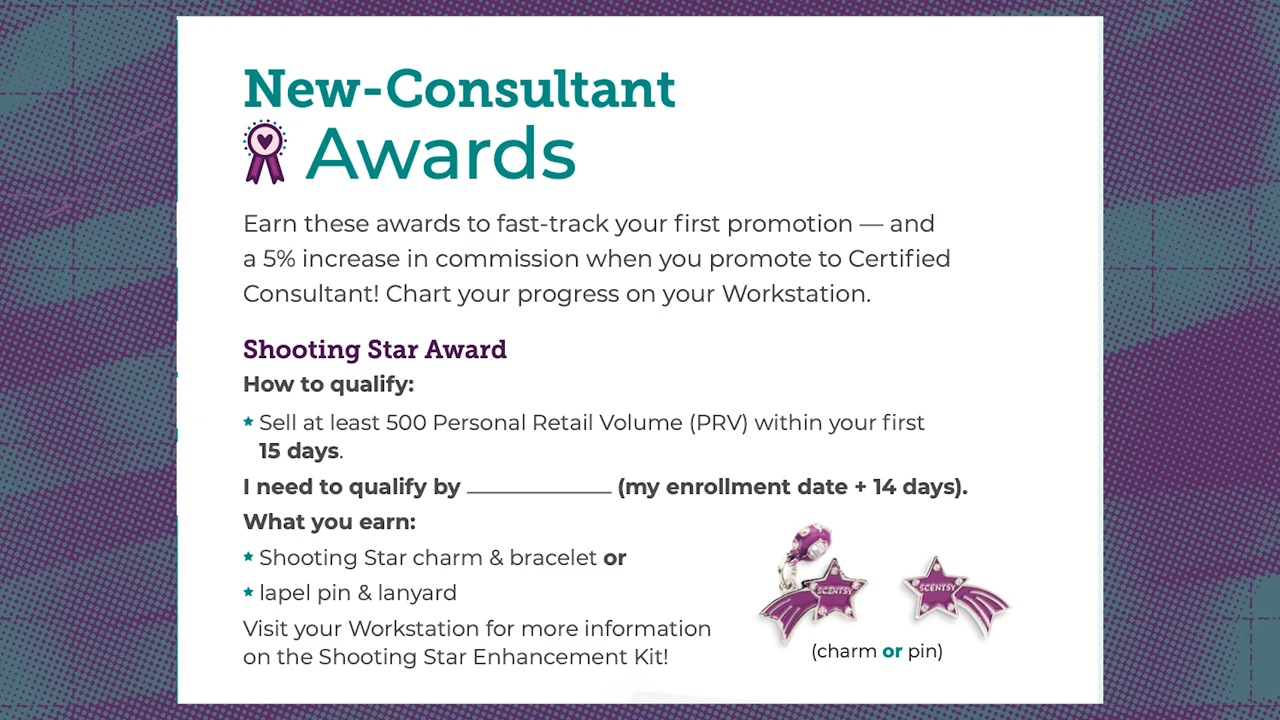 New-Consultant
Awards
Earn these awards to fast-track your first promotion — and
a 5% increase in commission when you promote to Certified
Consultant! Chart your progress on your Workstation.
Shooting Star Award
How to qualify:
Sell at least 500 Personal Retail Volume (PRV) within your first
15 days.
I need to qualify by ____________ (my enrollment date + 14 days).
What you earn:
Shooting Star charm & bracelet or
lapel pin & lanyard
Visit your Workstation for more information
on the Shooting Star Enhancement Kit!
SCENTSY
SCENTSY
(charm or pin)